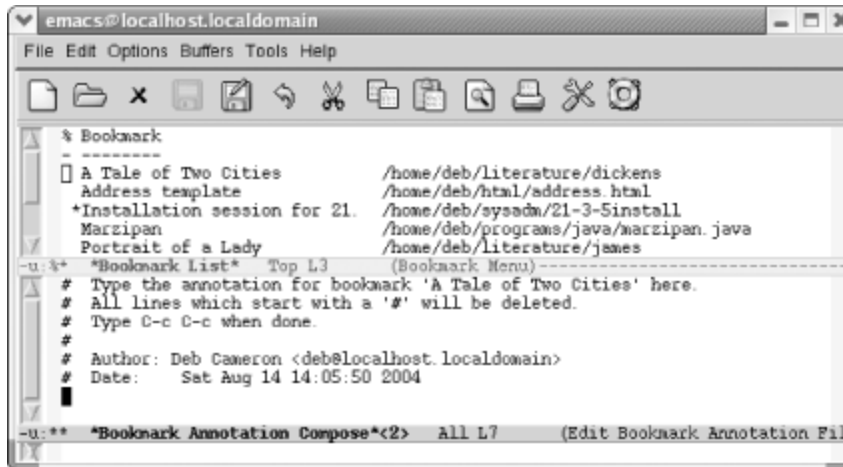 emacs@localhost.localdomain
File Edit Options Buffers Tools Help
% Bookmark
- --------
A Tale of Two Cities /home/deb/literature/dickens
Address template /home/deb/html/address.html
*Installation session for 21. /home/deb/sysadm/21-3-5install
Marzipan /home/deb/programs/java/marzipan.java
Portrait of a Lady /home/deb/literature/james
-u:%* *Bookmark List* Top L3 (Bookmark Menu)--------------------------------
# Type the annotation for bookmark 'A Tale of Two Cities' here.
# All lines which start with a '#' will be deleted.
# Type C-c C-c when done.
#
# Author: Deb Cameron <deb@localhost.localdomain>
# Date: Sat Aug 14 14:05:50 2004
-u:** *Bookmark Annotation Compose*<2> All L7 (Edit Bookmark Annotation Fil